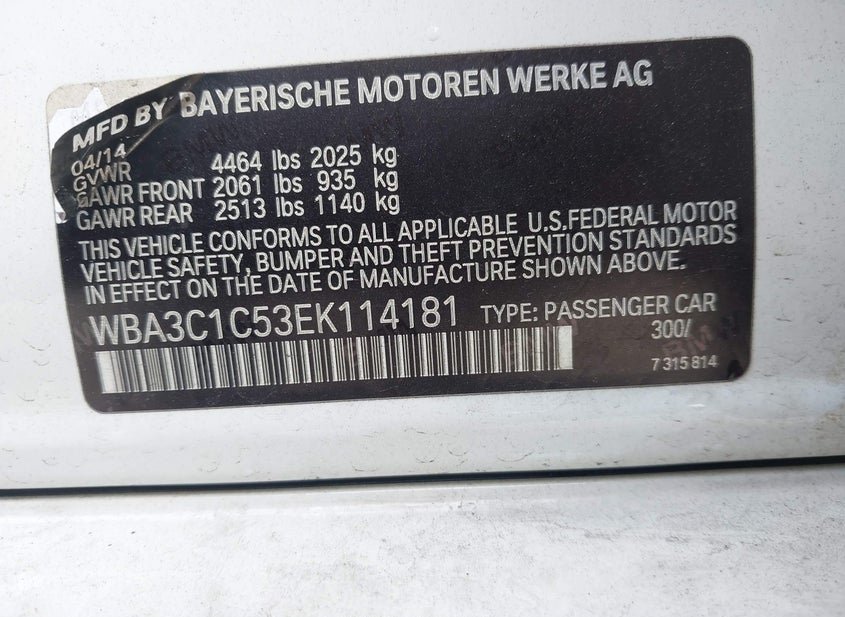 MFD BY BAYERISCHE MOTOREN WERKE AG
04/14
GVWR 4464 lbs 2025 kg
GAWR FRONT 2061 lbs 935 kg
GAWR REAR 2513 lbs 1140 kg
THIS VEHICLE CONFORMS TO ALL APPLICABLE U.S.FEDERAL MOTOR
VEHICLE SAFETY, BUMPER AND THEFT PREVENTION STANDARDS
IN EFFECT ON THE DATE OF MANUFACTURE SHOWN ABOVE.
WBA3C1C53EK114181 TYPE: PASSENGER CAR
300/
7 315 814